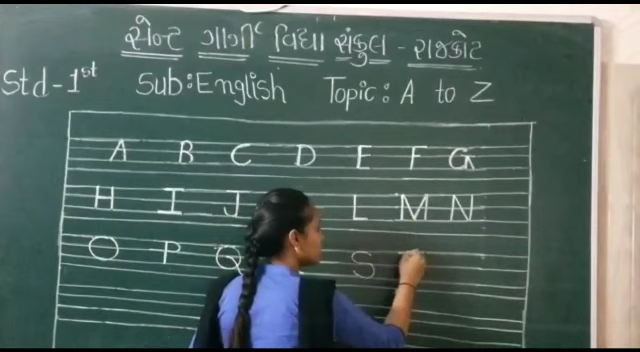 સેન્ટ ગાર્ગી વિદ્યા સંકુલ - રાજકોટ
Std-1st Sub:English Topic: A to Z
A B C D E F G
H I J L M N
O P Q S